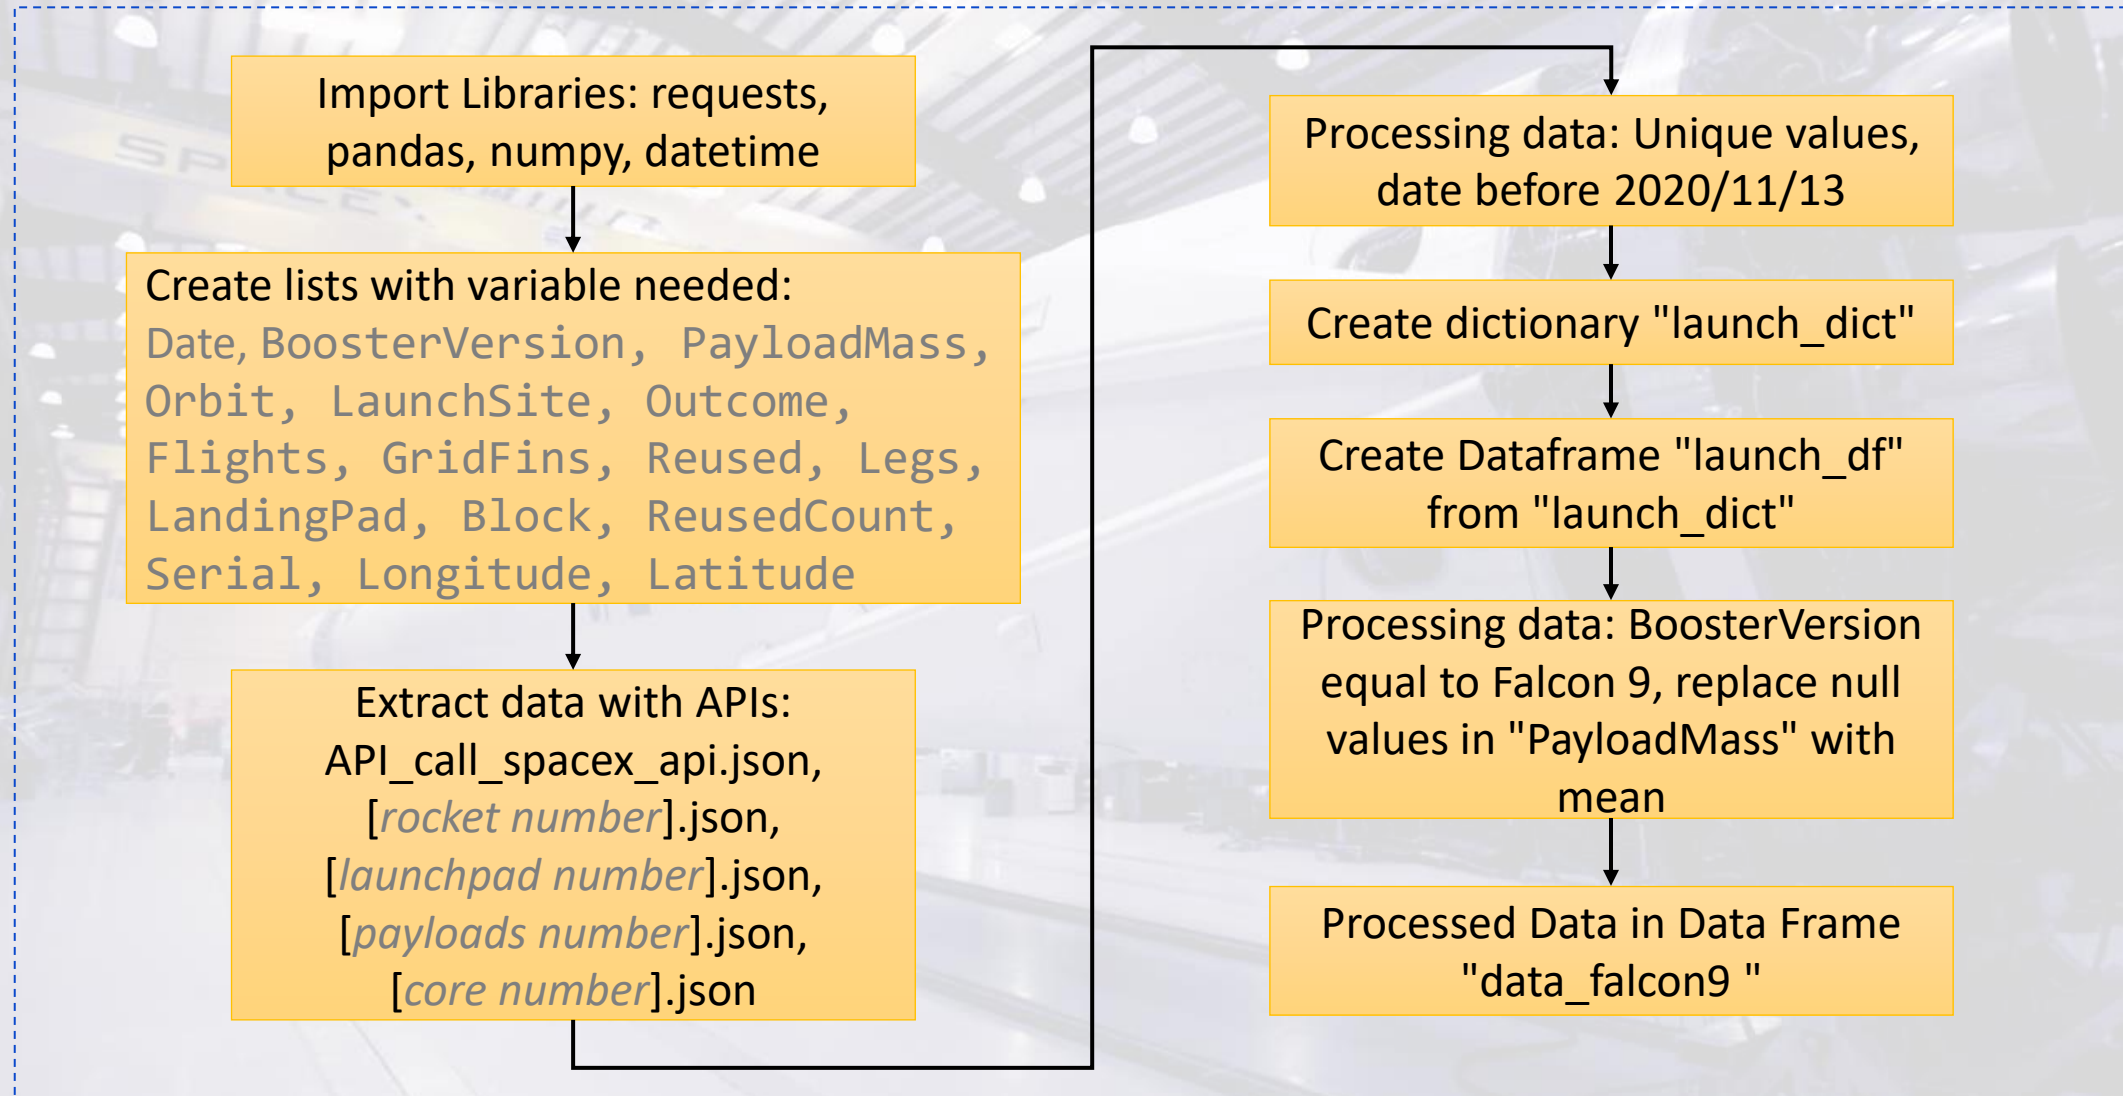 Import Libraries: requests,
pandas, numpy, datetime
Create lists with variable needed:
Date, BoosterVersion, PayloadMass,
Orbit, LaunchSite, Outcome,
Flights, GridFins, Reused, Legs,
LandingPad, Block, ReusedCount,
Serial, Longitude, Latitude
Extract data with APIs:
API_call_spacex_api.json,
[rocket number].json,
[launchpad number].json,
[payloads number].json,
[core number].json
Processing data: Unique values,
date before 2020/11/13
Create dictionary "launch_dict"
Create Dataframe "launch_df"
from "launch_dict"
Processing data: BoosterVersion
equal to Falcon 9, replace null
values in "PayloadMass" with
mean
Processed Data in Data Frame
"data_falcon9 "
SPACEX